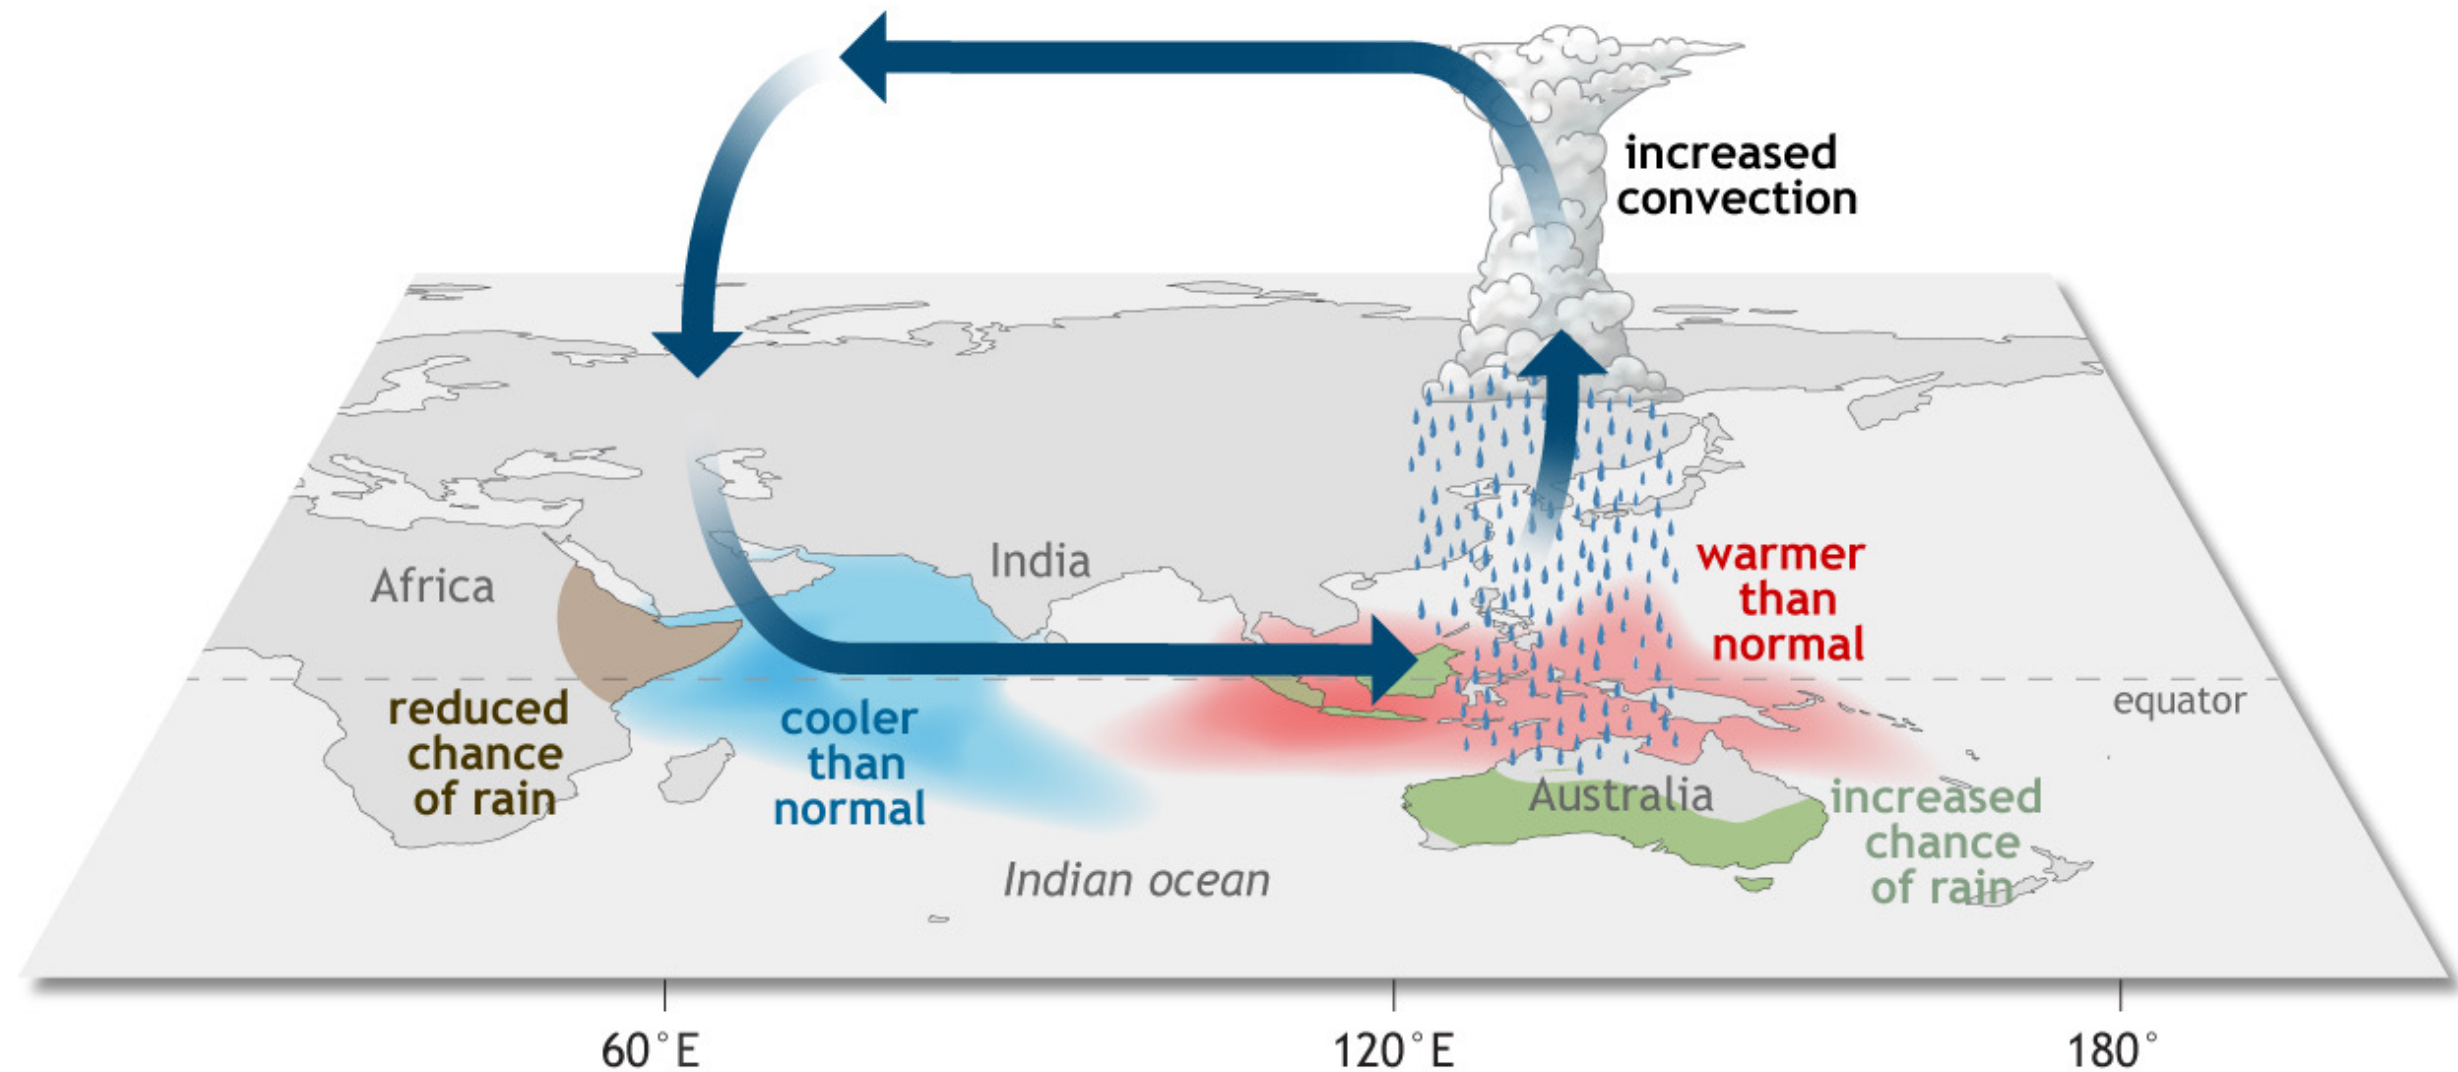 increased
convection
warmer
than
normal
India
Africa
equator
reduced
chance
of rain
cooler
than
normal
Australia
increased
chance
of rain
Indian ocean
60°E
120°E
180°